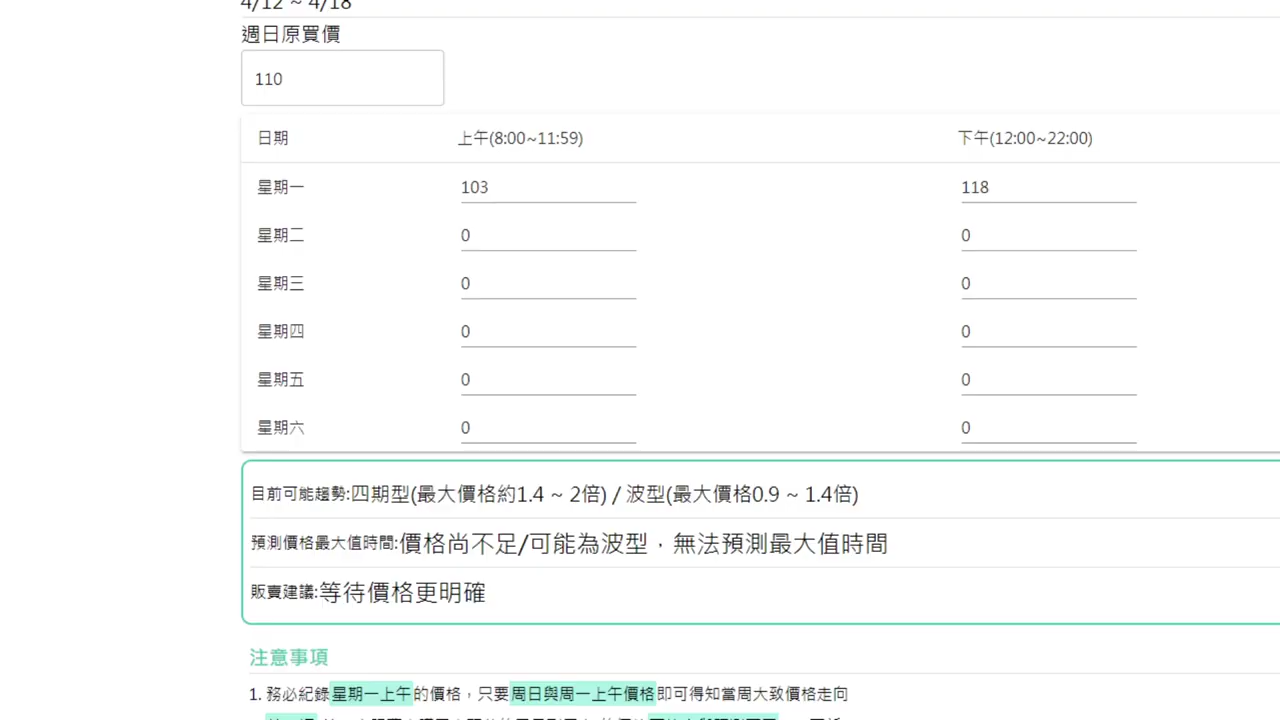 4/12 ~ 4/18
週日原買價
110
日期 上午(8:00~11:59) 下午(12:00~22:00)
星期一 103 118
星期二 0 0
星期三 0 0
星期四 0 0
星期五 0 0
星期六 0 0
目前可能趨勢:四期型(最大價格約1.4 ~ 2倍) / 波型(最大價格0.9 ~ 1.4倍)
預測價格最大值時間:價格尚不足/可能為波型，無法預測最大值時間
販賣建議:等待價格更明確
注意事項
1. 務必紀錄星期一上午的價格，只要周日與周一上午價格即可得知當周大致價格走向